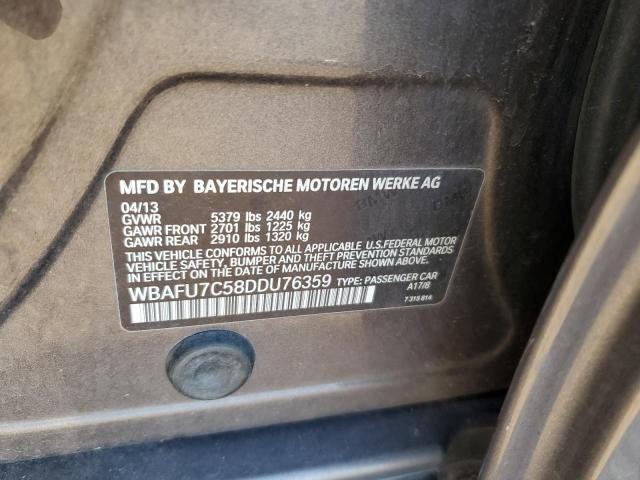 MFD BY BAYERISCHE MOTOREN WERKE AG
04/13
GVWR 5379 lbs 2440 kg
GAWR FRONT 2701 lbs 1225 kg
GAWR REAR 2910 lbs 1320 kg
THIS VEHICLE CONFORMS TO ALL APPLICABLE U.S. FEDERAL MOTOR
VEHICLE SAFETY, BUMPER AND THEFT PREVENTION STANDARDS
IN EFFECT ON THE DATE OF MANUFACTURE SHOWN ABOVE.
WBAFU7C58DDU76359 TYPE: PASSENGER CAR
A17/8
7 315 814